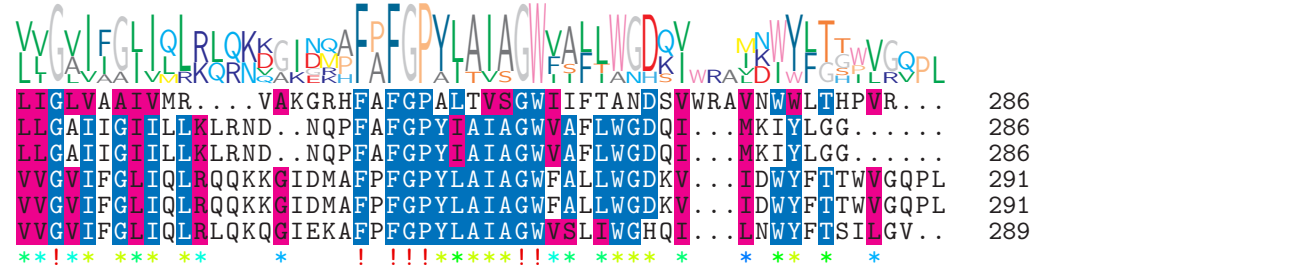 LIGLVAAIVMR....VAKGRHFAFGPALTVSGWIIFTANDSVWRAVNWWLTHPVR... 286
LLGAIIGIILLKLRND..NQPFAFGPYIAIAGWVAFLWGDQI...MKIYLGG...... 286
LLGAIIGIILLKLRND..NQPFAFGPYIAIAGWVAFLWGDQI...MKIYLGG...... 286
VVGVIFGLIQLRQQKKGIDMAFPFGPYLAIAGWFALLWGDKV...IDWYFTTWVGQPL 291
VVGVIFGLIQLRQQKKGIDMAFPFGPYLAIAGWFALLWGDKV...IDWYFTTWVGQPL 291
VVGVIFGLIQLRLQKQGIEKAFPFGPYLAIAGWVSLIWGHQI...LNWYFTSILGV.. 289
**!** *** ** * ! !!!*****!!** **** * * ** * *